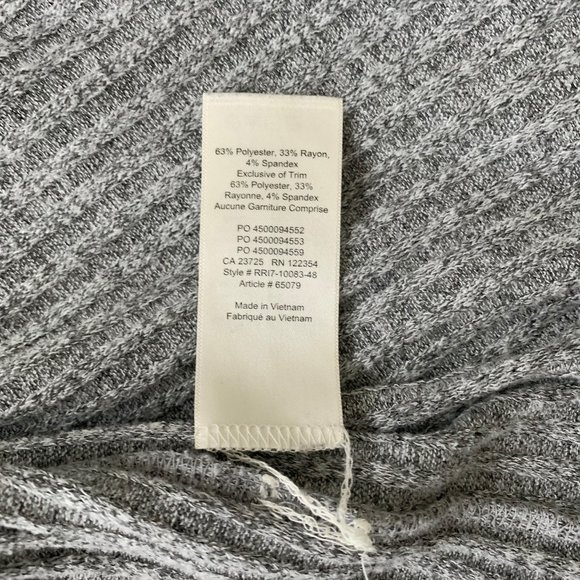 63% Polyester, 33% Rayon,
4% Spandex
Exclusive of Trim
63% Polyester, 33%
Rayonne, 4% Spandex
Aucune Garniture Comprise
PO 4500094552
PO 4500094553
PO 4500094559
CA 23725 RN 122354
Style # RRI7-10083-48
Article # 65079
Made in Vietnam
Fabriqué au Vietnam